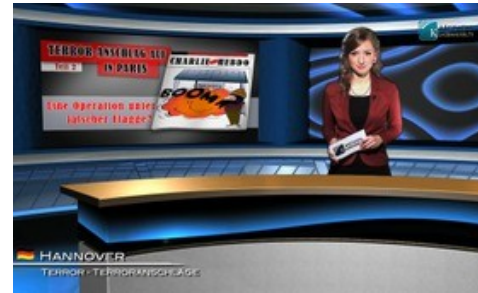 TERROR-ANSCHLAG AUF
Teil 2
IN PARIS
CHARLIE HEBDO
BOOM
Eine Operation unter
falscher Flagge?
HANNOVER
TERROR - TERRORANSCHLÄGE